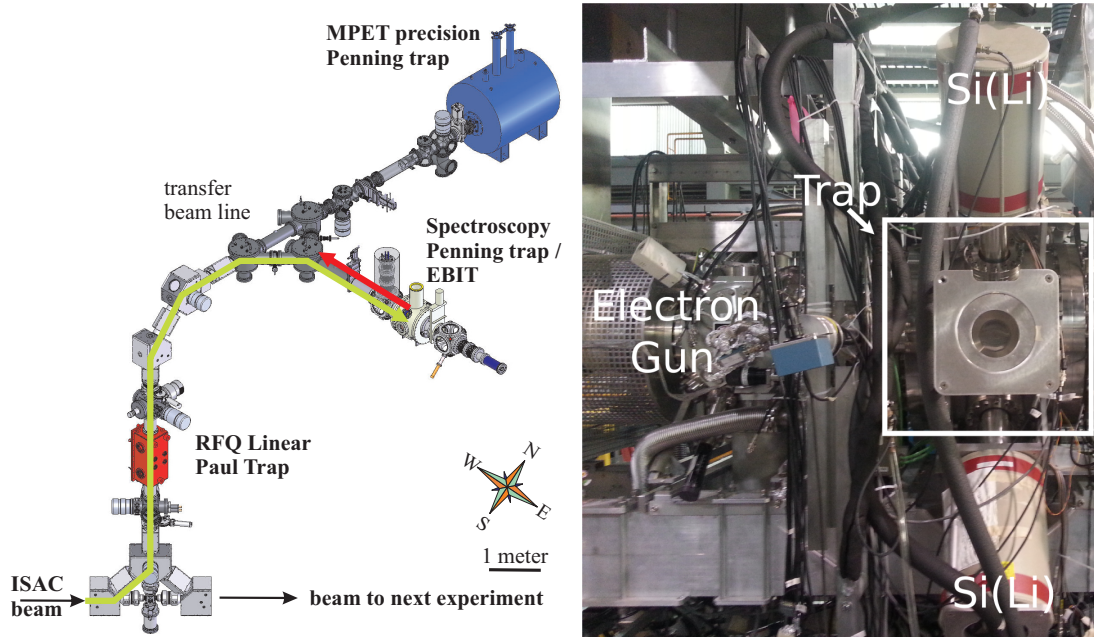 MPET precision
Penning trap
transfer
beam line
Spectroscopy
Penning trap /
EBIT
RFQ Linear
Paul Trap
N
W
S
E
1 meter
ISAC
beam
beam to next experiment
Si(Li)
Trap
Electron
Gun
Si(Li)